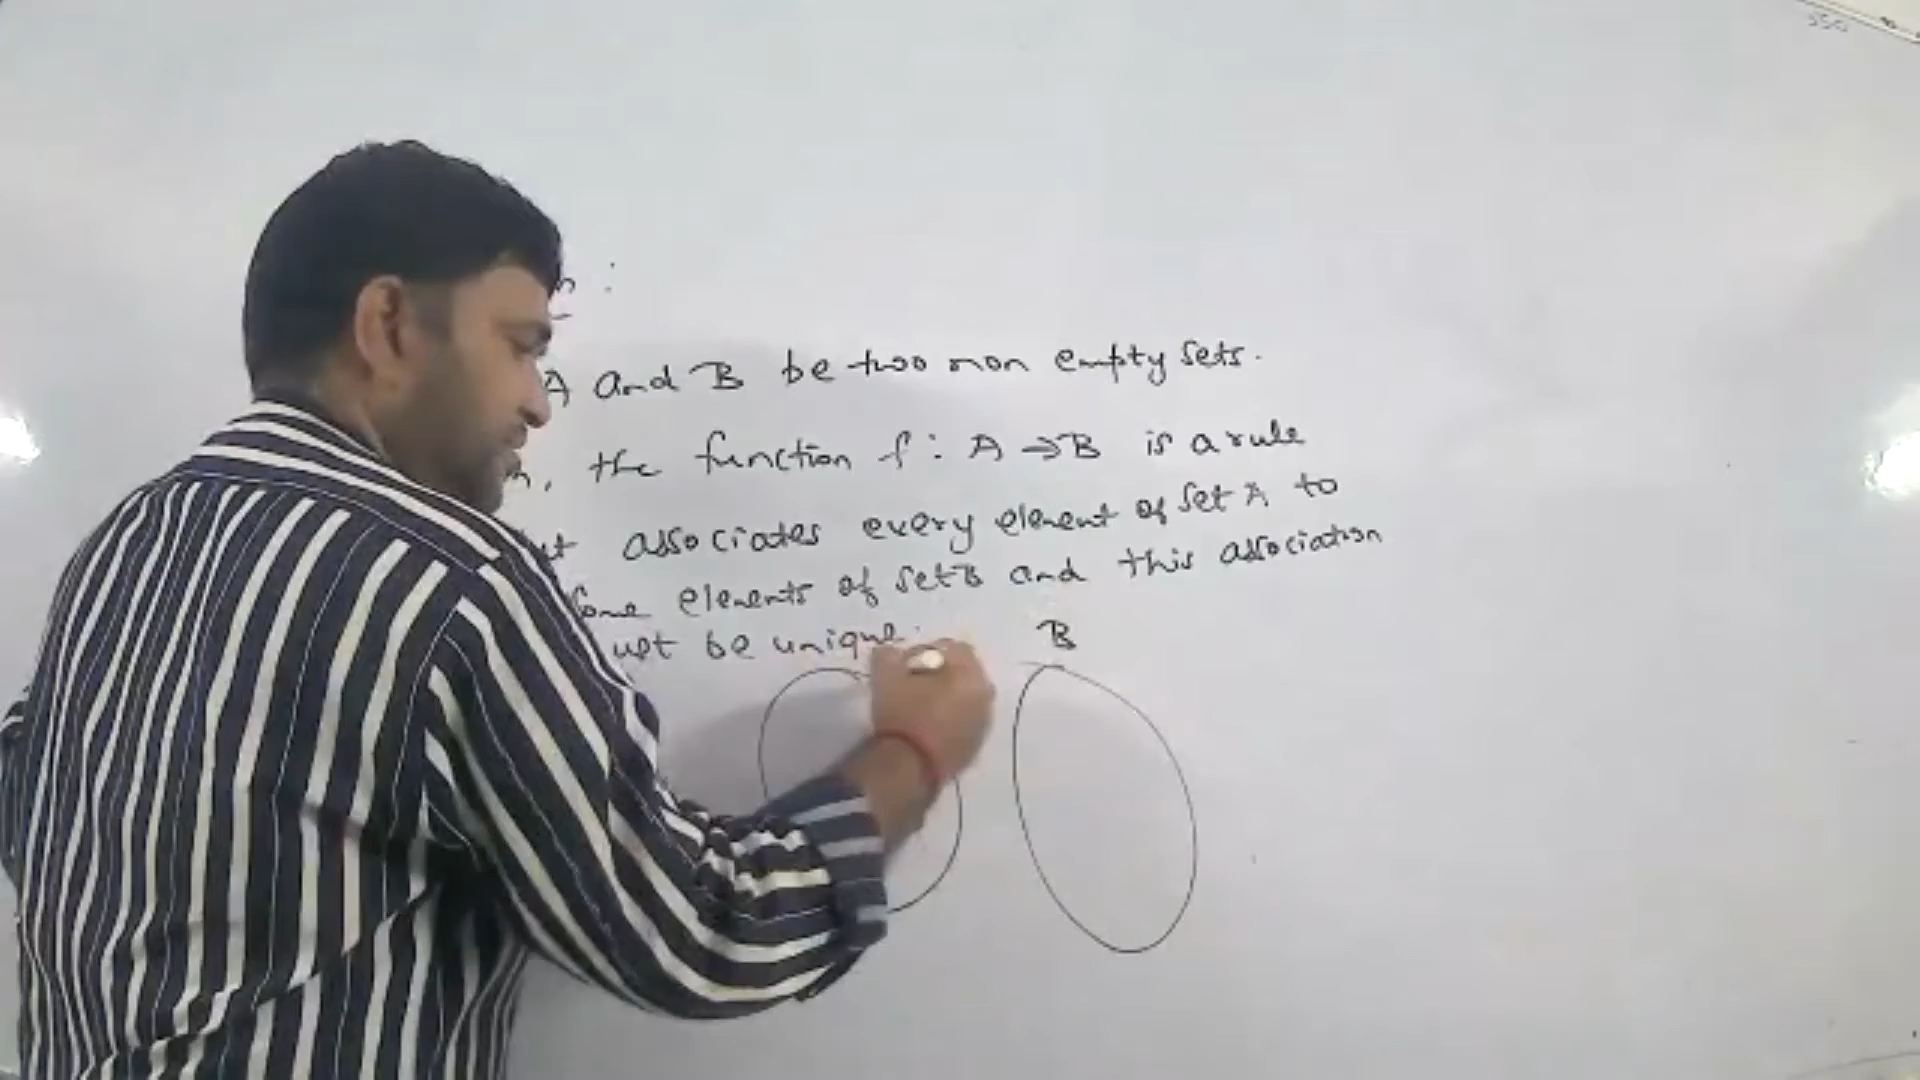 A and B be two non empty sets.
the function f : A → B is a rule
associates every element of set A to
Some elements of set B and this association
be unique.
B